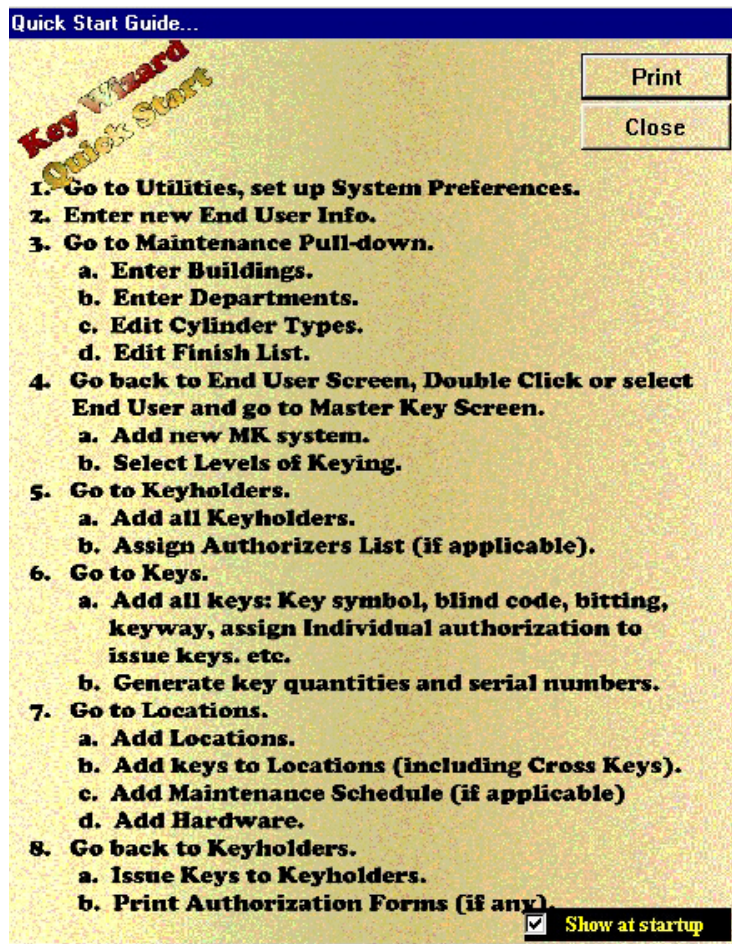 Quick Start Guide...
Key Wizard
Quick Start
Print
Close
1. Go to Utilities, set up System Preferences.
2. Enter new End User Info.
3. Go to Maintenance Pull-down.
a. Enter Buildings.
b. Enter Departments.
c. Edit Cylinder Types.
d. Edit Finish List.
4. Go back to End User Screen, Double Click or select
End User and go to Master Key Screen.
a. Add new MK system.
b. Select Levels of Keying.
5. Go to Keyholders.
a. Add all Keyholders.
b. Assign Authorizers List (if applicable).
6. Go to Keys.
a. Add all keys: Key symbol, blind code, bitting,
keyway, assign Individual authorization to
issue keys. etc.
b. Generate key quantities and serial numbers.
7. Go to Locations.
a. Add Locations.
b. Add keys to Locations (including Cross Keys).
c. Add Maintenance Schedule (if applicable)
d. Add Hardware.
8. Go back to Keyholders.
a. Issue Keys to Keyholders.
b. Print Authorization Forms (if any).
Show at startup